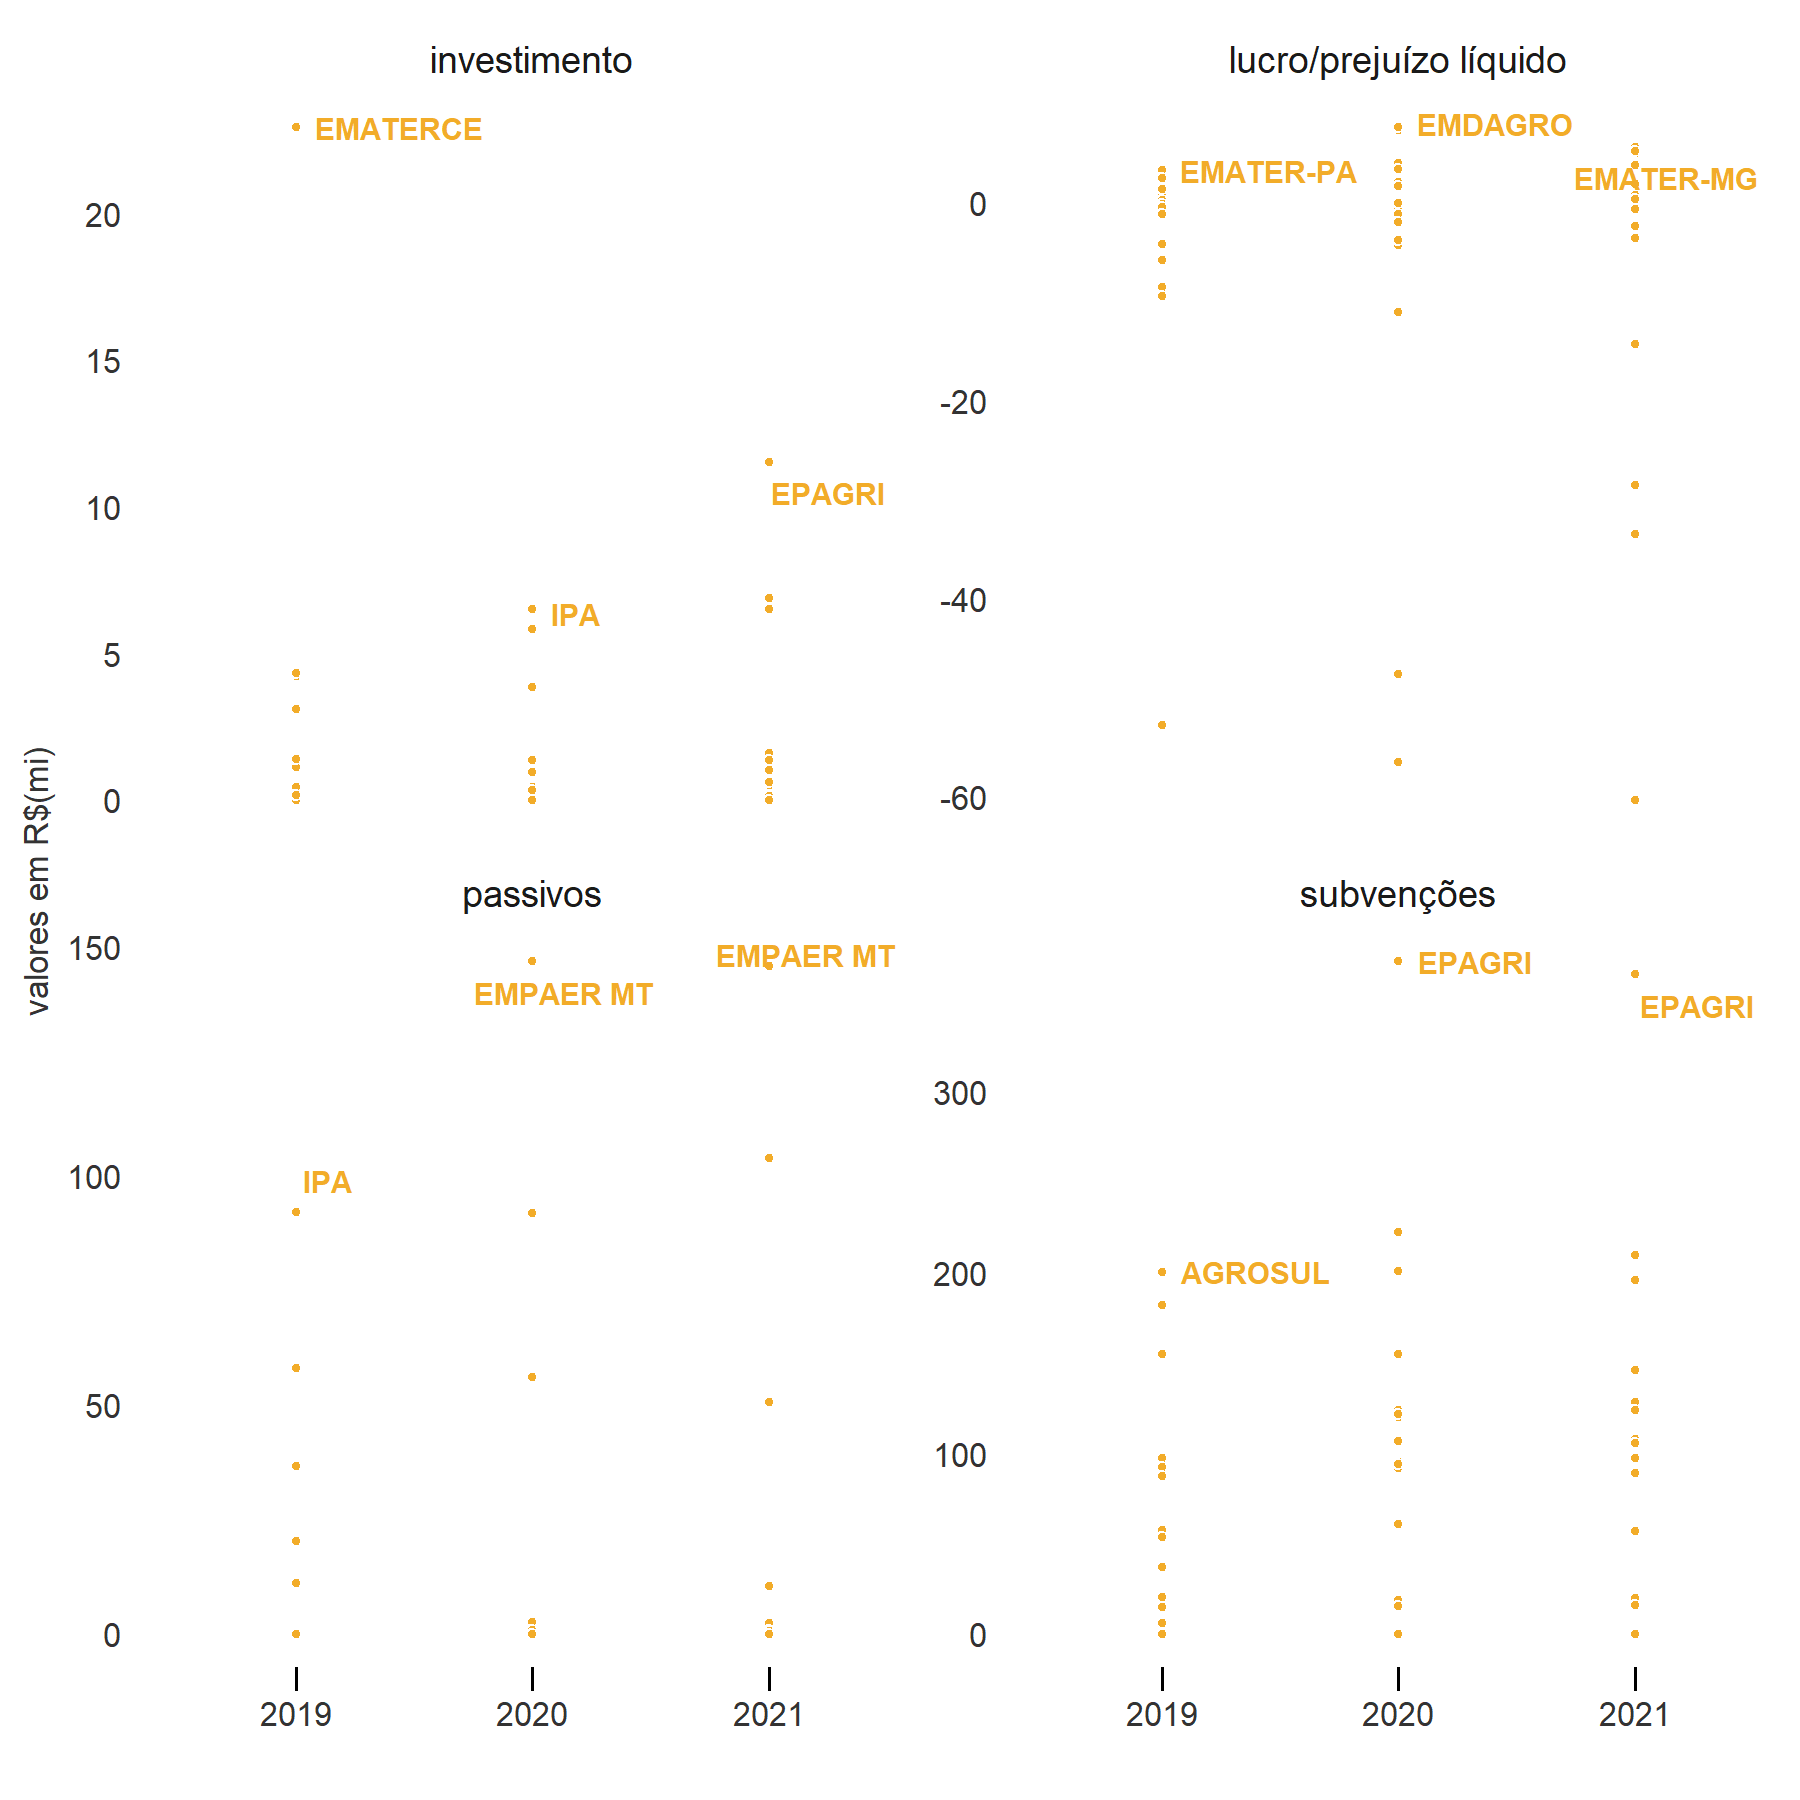 investimento
EMATERCE
20
15
10
5
0
EPAGRI
IPA
lucro/prejuízo líquido
EMDAGRO
EMATER-PA
EMATER-MG
0
-20
-40
-60
valores em R$(mi)
passivos
150
100
50
0
EMPAER MT
EMPAER MT
IPA
2019
2020
2021
subvenções
EPAGRI
EPAGRI
300
200
100
0
AGROSUL
2019
2020
2021